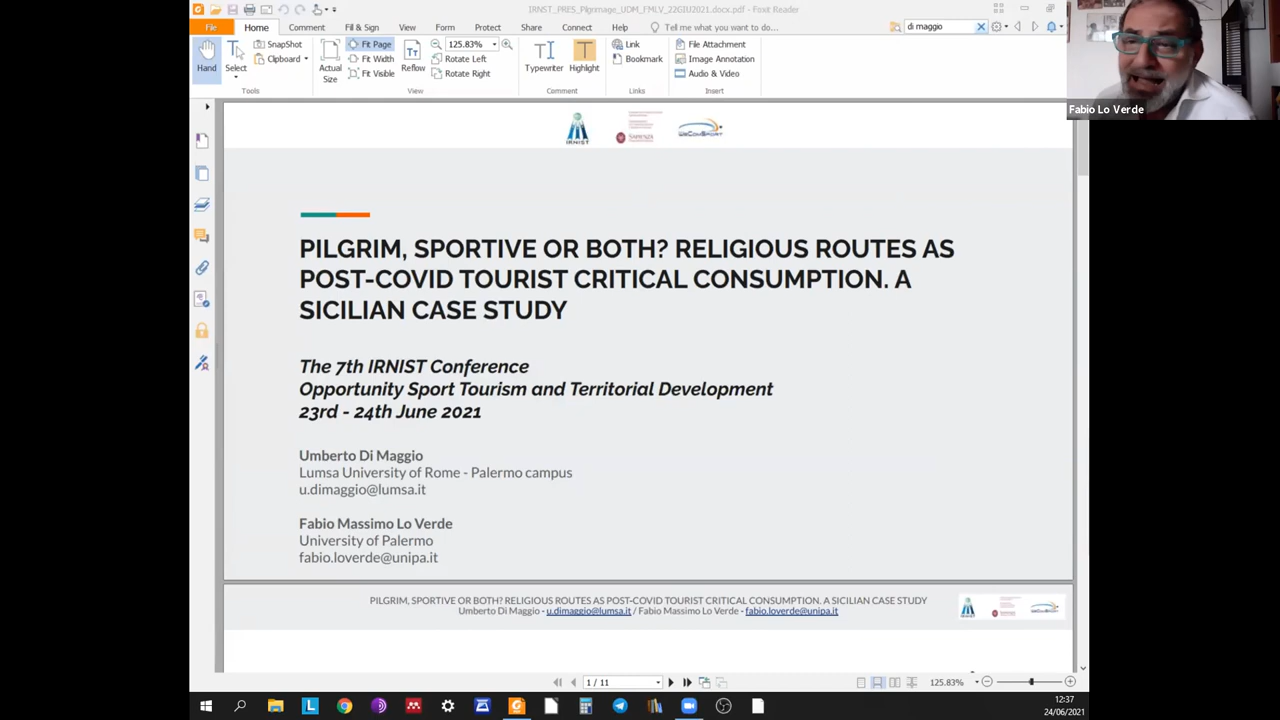 IRNIST_PRES_Pilgrimage_UDM_FMLV_22GIU2021.docx.pdf - Foxit Reader
File Home Comment Fill & Sign View Form Protect Share Connect Help Tell me what you want to do... di maggio
SnapShot
Clipboard
Hand
Select
Actual Size
Fit Page
Fit Width
Fit Visible
Reflow
125.83%
Rotate Left
Rotate Right
Typewriter
Highlight
Link
Bookmark
File Attachment
Image Annotation
Audio & Video
Tools View Comment Links Insert
Fabio Lo Verde
IRNIST SAPIENZA
PILGRIM, SPORTIVE OR BOTH? RELIGIOUS ROUTES AS
POST-COVID TOURIST CRITICAL CONSUMPTION. A
SICILIAN CASE STUDY
The 7th IRNIST Conference
Opportunity Sport Tourism and Territorial Development
23rd - 24th June 2021
Umberto Di Maggio
Lumsa University of Rome - Palermo campus
u.dimaggio@lumsa.it
Fabio Massimo Lo Verde
University of Palermo
fabio.loverde@unipa.it
PILGRIM, SPORTIVE OR BOTH? RELIGIOUS ROUTES AS POST-COVID TOURIST CRITICAL CONSUMPTION. A SICILIAN CASE STUDY
Umberto Di Maggio - u.dimaggio@lumsa.it / Fabio Massimo Lo Verde - fabio.loverde@unipa.it
1 / 11
125.83%
12:37
24/06/2021